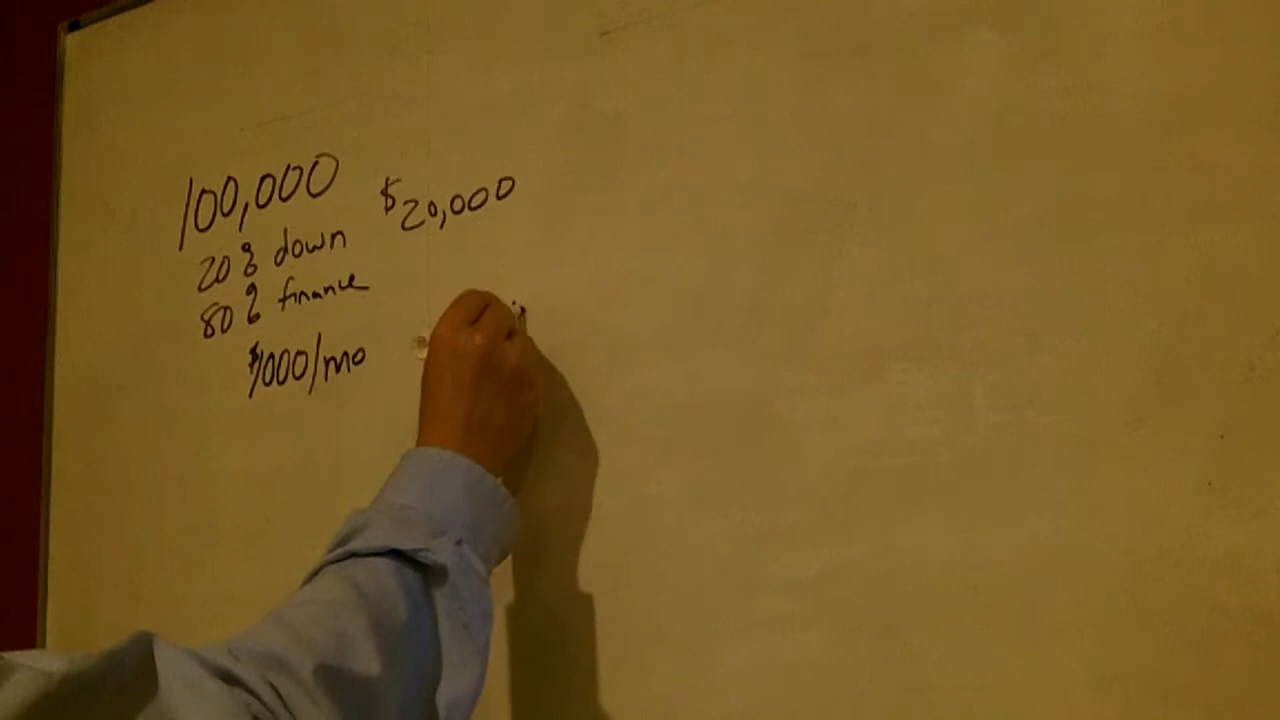 100,000
$20,000
20% down
80% finance
$1000/mo